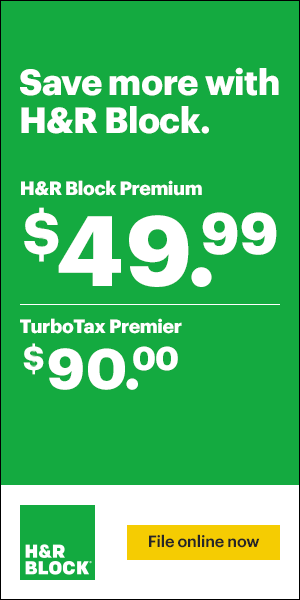 Save more with
H&R Block.
H&R Block Premium
$49.99
TurboTax Premier
$90.00
H&R
BLOCK
File online now